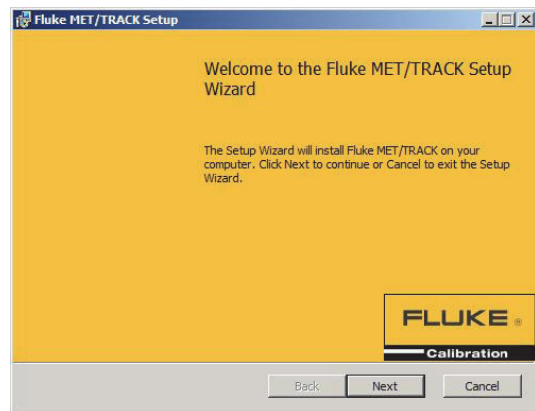 Fluke MET/TRACK Setup
Welcome to the Fluke MET/TRACK Setup
Wizard
The Setup Wizard will install Fluke MET/TRACK on your
computer. Click Next to continue or Cancel to exit the Setup
Wizard.
FLUKE ®
Calibration
Back
Next
Cancel